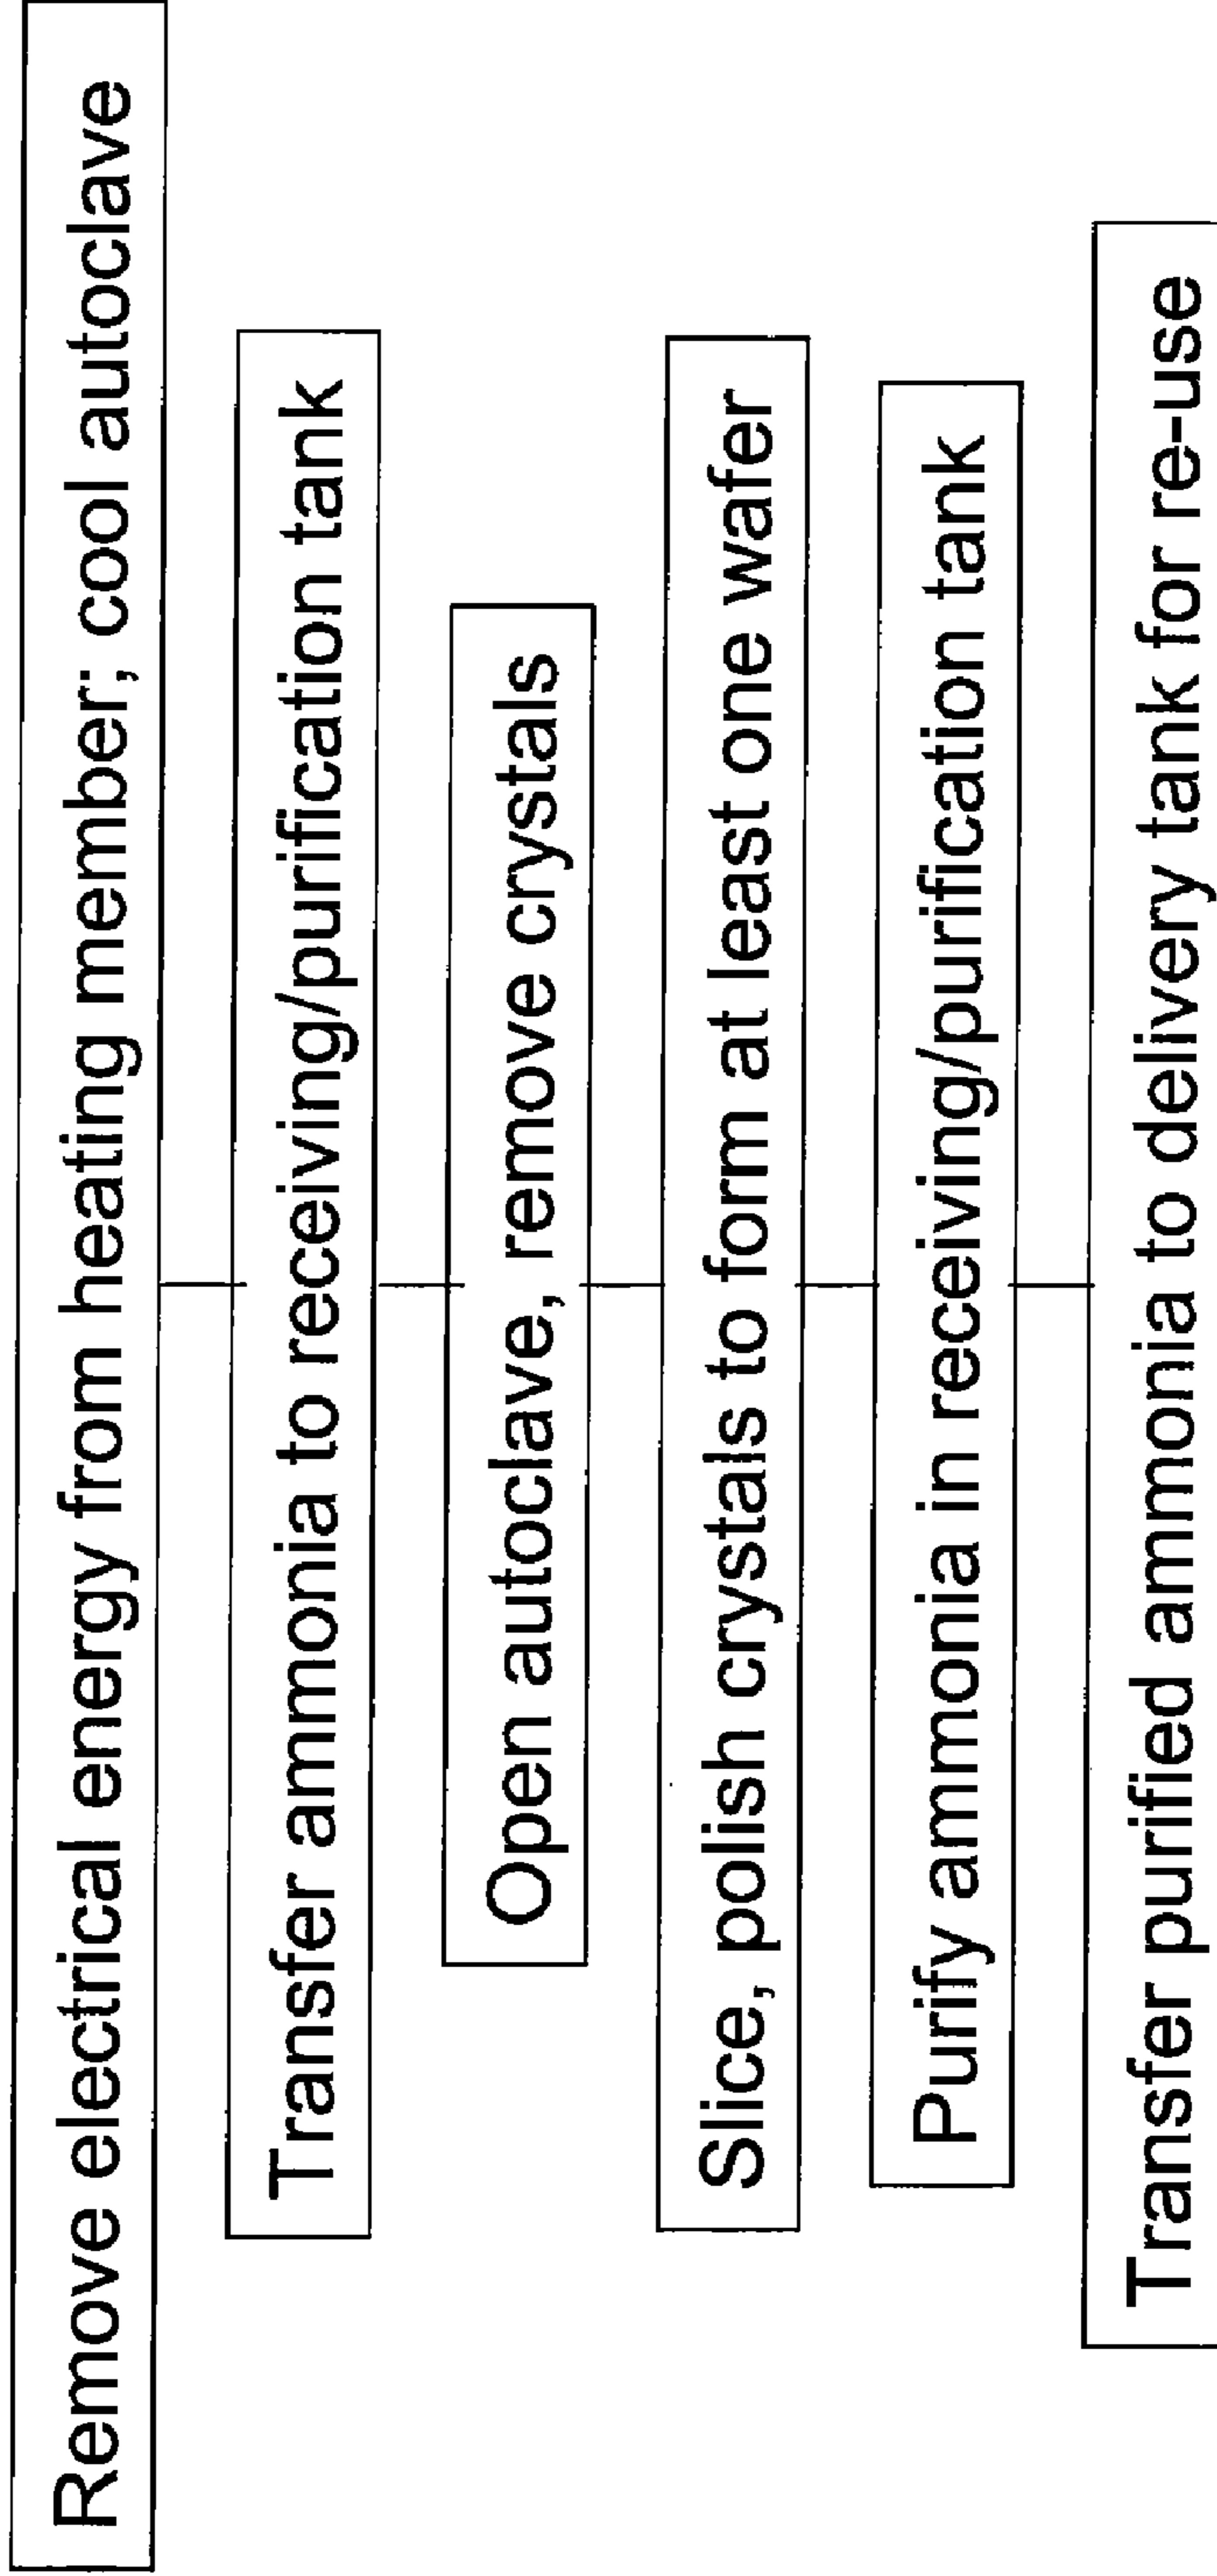 Remove electrical energy from heating member; cool autoclave
Transfer ammonia to receiving/purification tank
Open autoclave, remove crystals
Slice, polish crystals to form at least one wafer
Purify ammonia in receiving/purification tank
Transfer purified ammonia to delivery tank for re-use